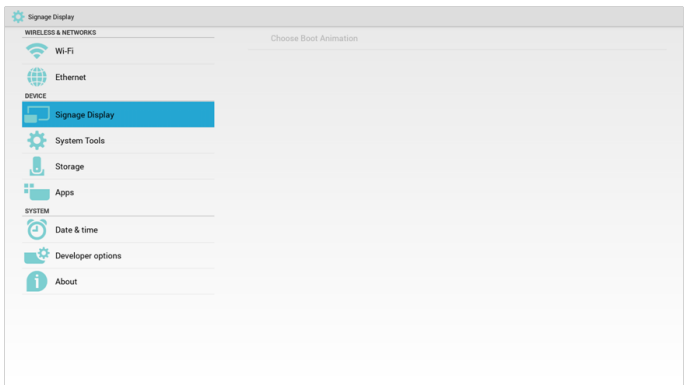 Signage Display
WIRELESS & NETWORKS
Wi-Fi
Ethernet
DEVICE
Signage Display
System Tools
Storage
Apps
SYSTEM
Date & time
Developer options
About
Choose Boot Animation